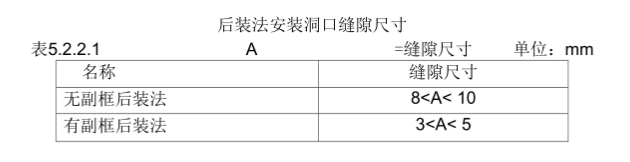 后装法安装洞口缝隙尺寸
表5.2.2.1 A =缝隙尺寸 单位：mm
名称 缝隙尺寸
无副框后装法 8<A< 10
有副框后装法 3<A< 5